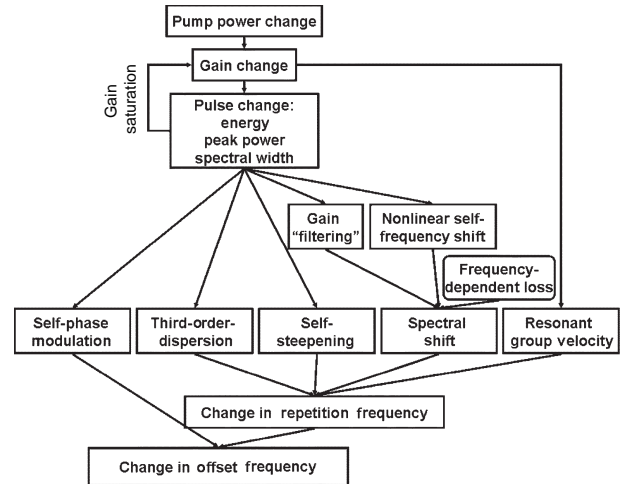 Pump power change
Gain change
Gain
saturation
Pulse change:
energy
peak power
spectral width
Gain
“filtering”
Nonlinear self-
frequency shift
Frequency-
dependent loss
Self-phase
modulation
Third-order-
dispersion
Self-
steepening
Spectral
shift
Resonant
group velocity
Change in repetition frequency
Change in offset frequency